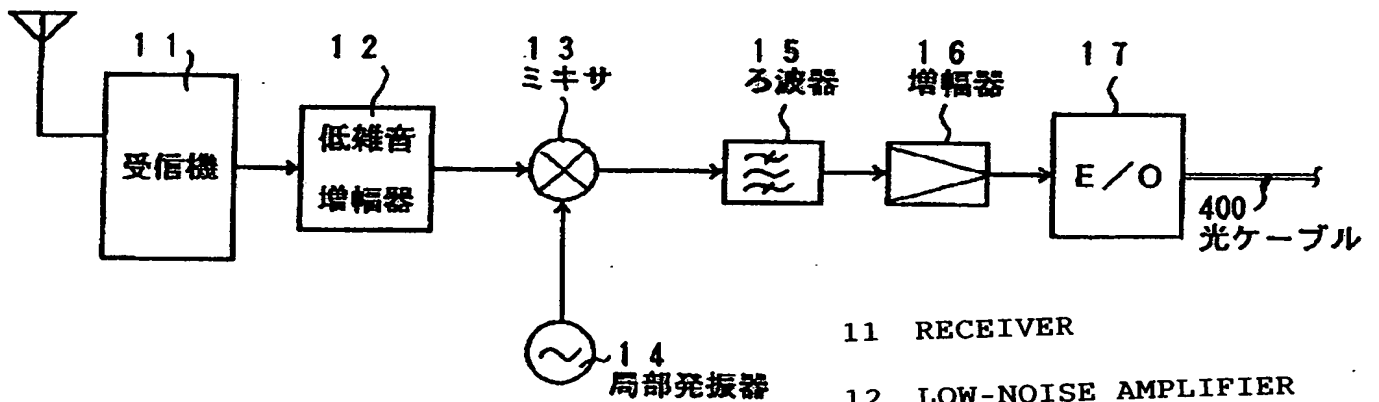 11
受信機
12
低雑音
増幅器
13
ミキサ
14
局部発振器
15
ろ波器
16
増幅器
17
E/O
400
光ケーブル
11 RECEIVER
12 LOW-NOISE AMPLIFIER